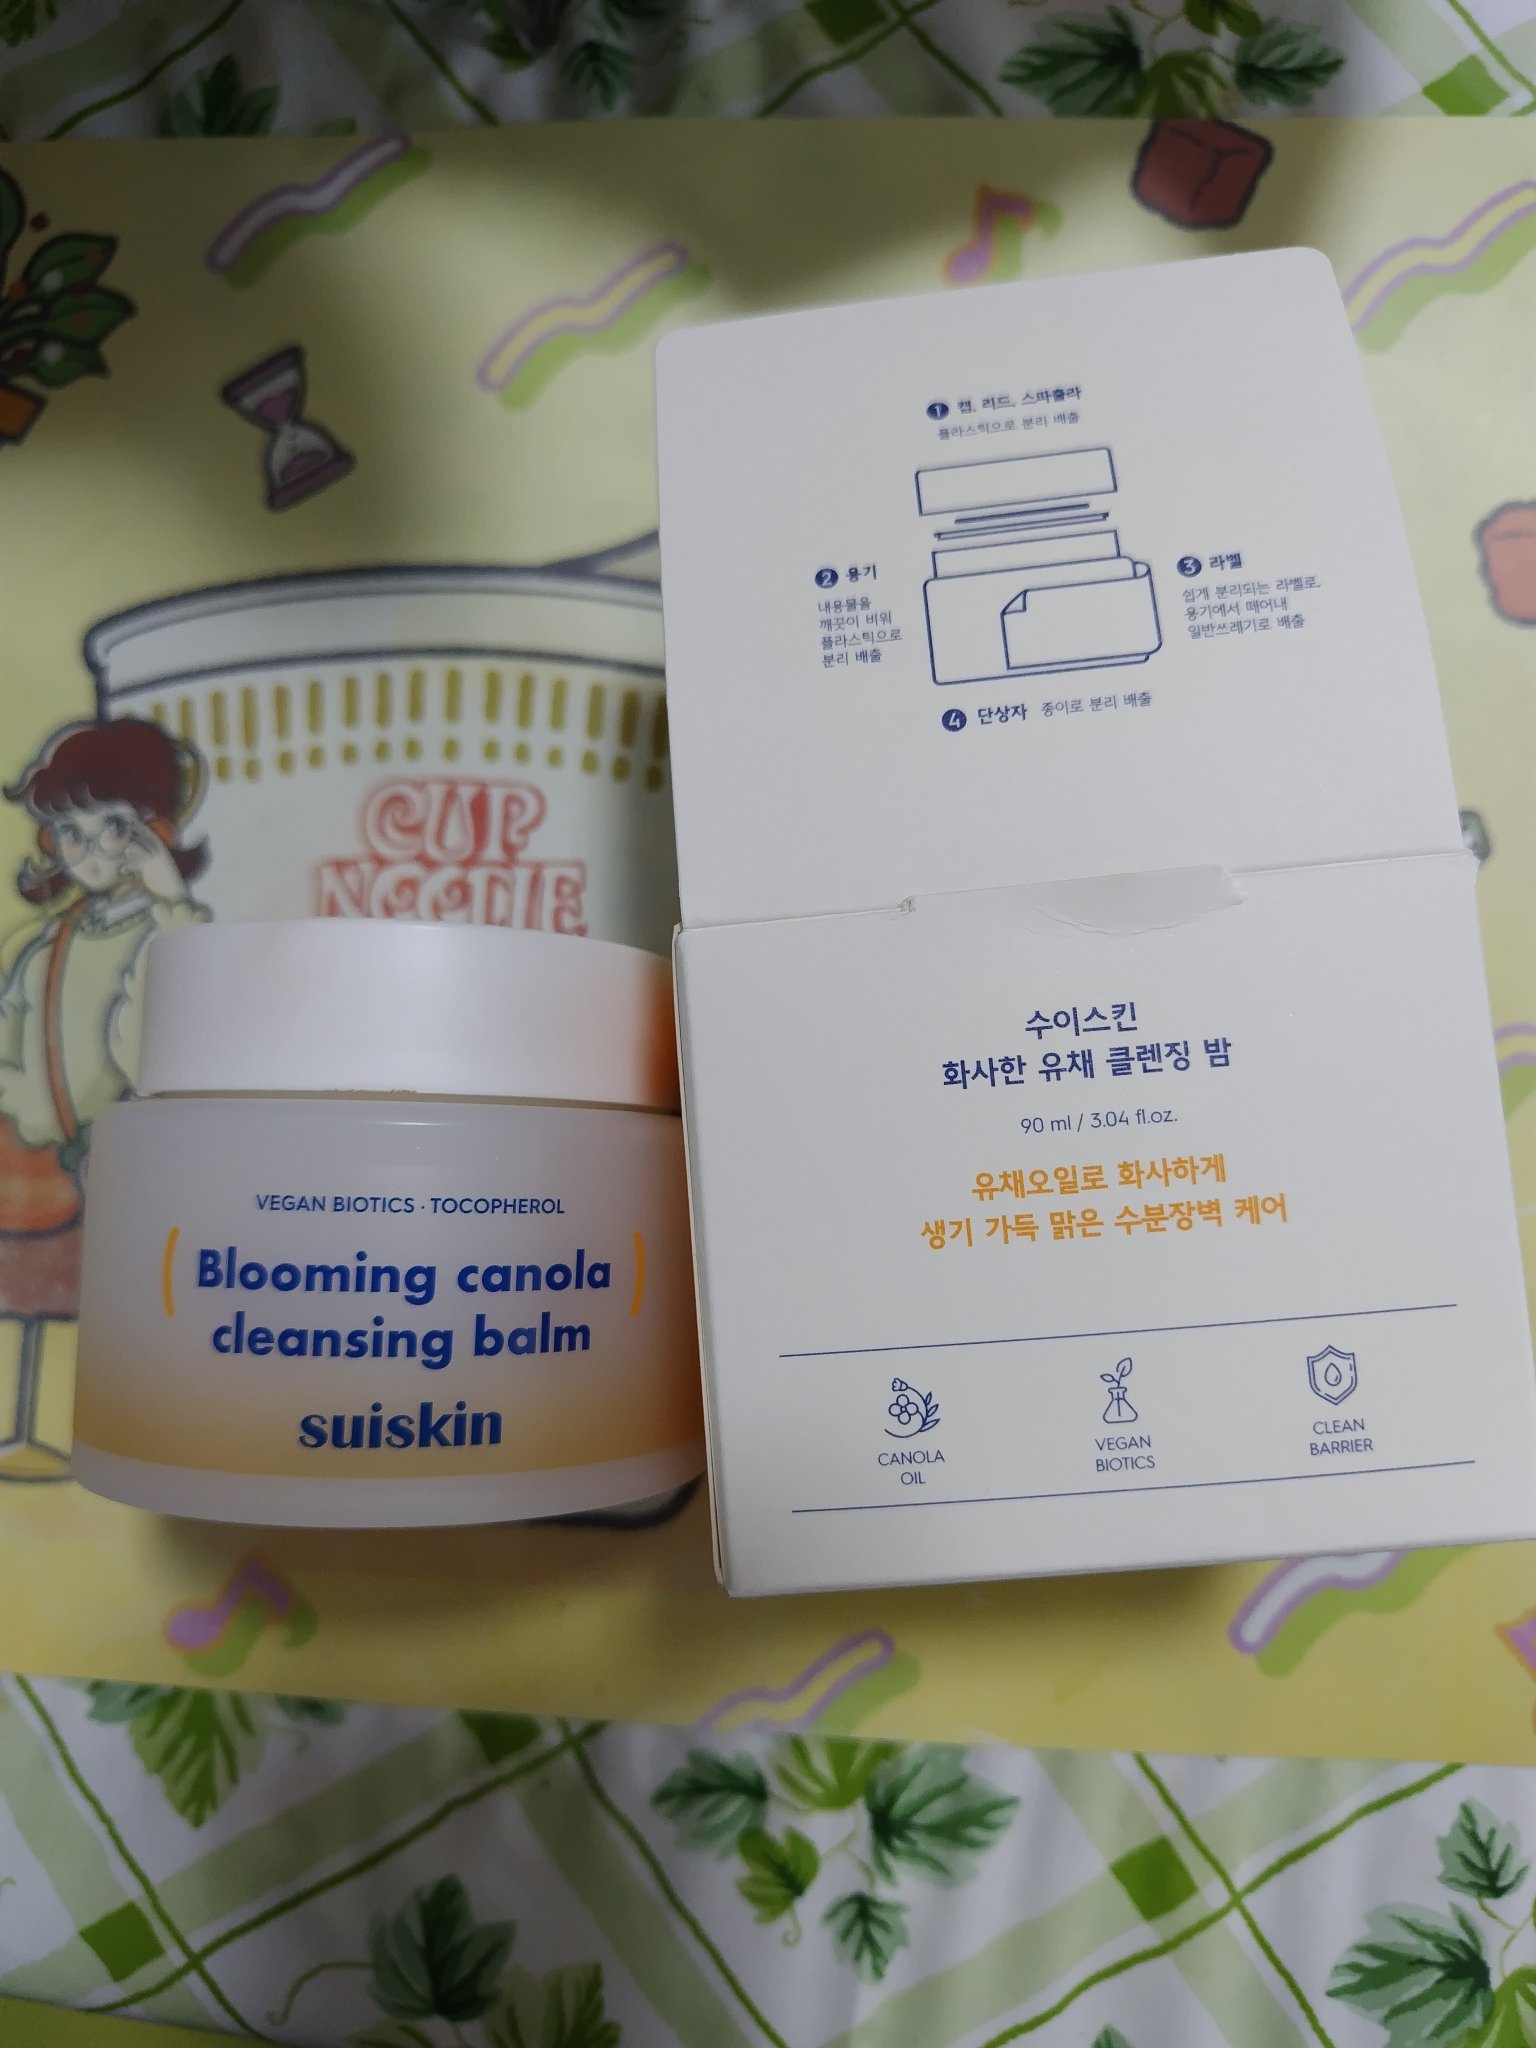 CUP
NOODLE
VEGAN BIOTICS · TOCOPHEROL
Blooming canola
cleansing balm
suiskin
1 캡, 리드, 스파츌라
플라스틱으로 분리 배출
2 용기
내용물을
깨끗이 비워
플라스틱으로
분리 배출
3 라벨
쉽게 분리되는 라벨로,
용기에서 떼어내
일반쓰레기로 배출
4 단상자 종이로 분리 배출
수이스킨
화사한 유채 클렌징 밤
90 ml / 3.04 fl.oz.
유채오일로 화사하게
생기 가득 맑은 수분장벽 케어
CANOLA
OIL
VEGAN
BIOTICS
CLEAN
BARRIER